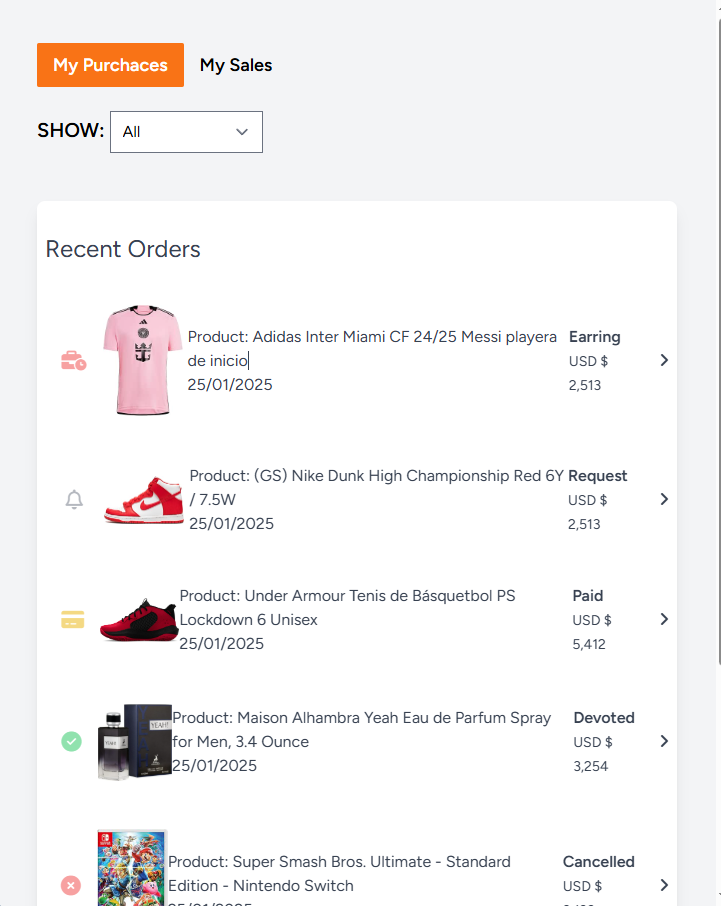 My Purchaces
My Sales
SHOW:
All
Recent Orders
Product: Adidas Inter Miami CF 24/25 Messi playera
de inicio
25/01/2025
Earring
USD $
2,513
Product: (GS) Nike Dunk High Championship Red 6Y
/ 7.5W
25/01/2025
Request
USD $
2,513
Product: Under Armour Tenis de Básquetbol PS
Lockdown 6 Unisex
25/01/2025
Paid
USD $
5,412
YEAH!
YEAH!
Product: Maison Alhambra Yeah Eau de Parfum Spray
for Men, 3.4 Ounce
25/01/2025
Devoted
USD $
3,254
Product: Super Smash Bros. Ultimate - Standard
Edition - Nintendo Switch
25/01/2025
Cancelled
USD $